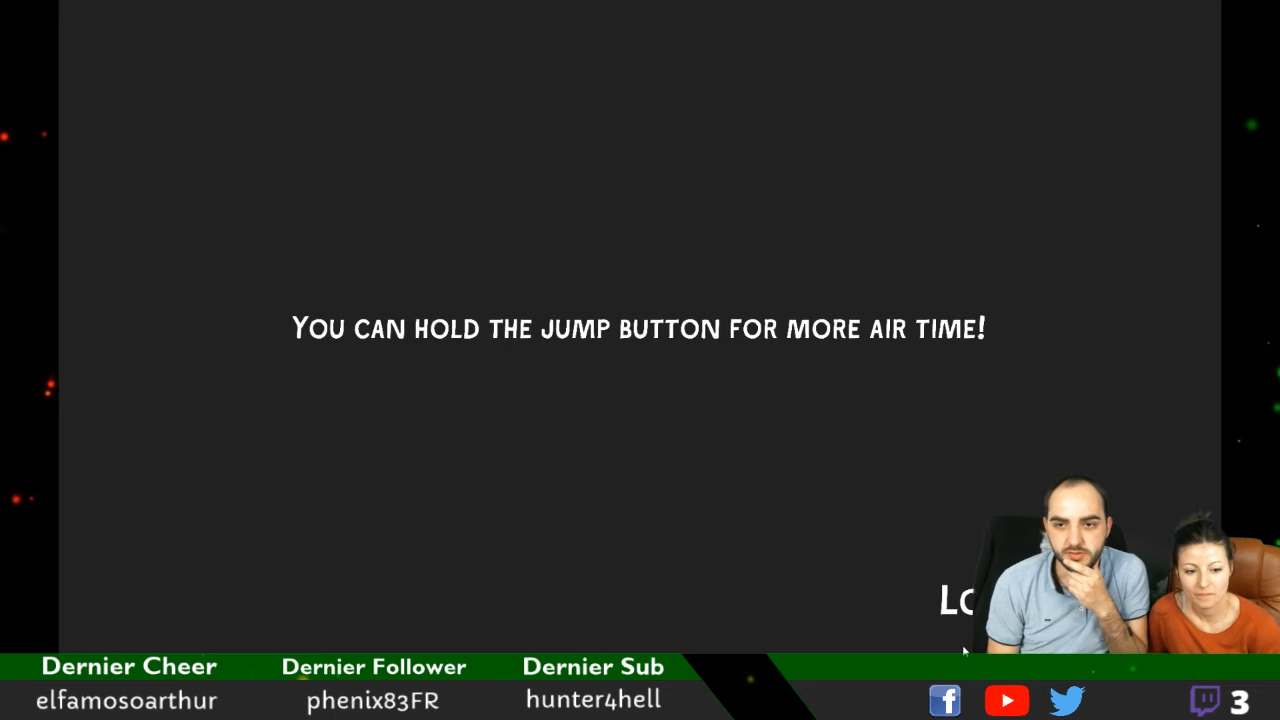 You can hold the jump button for more air time!
Lo
Dernier Cheer Dernier Follower Dernier Sub
elfamosoarthur phenix83FR hunter4hell
3